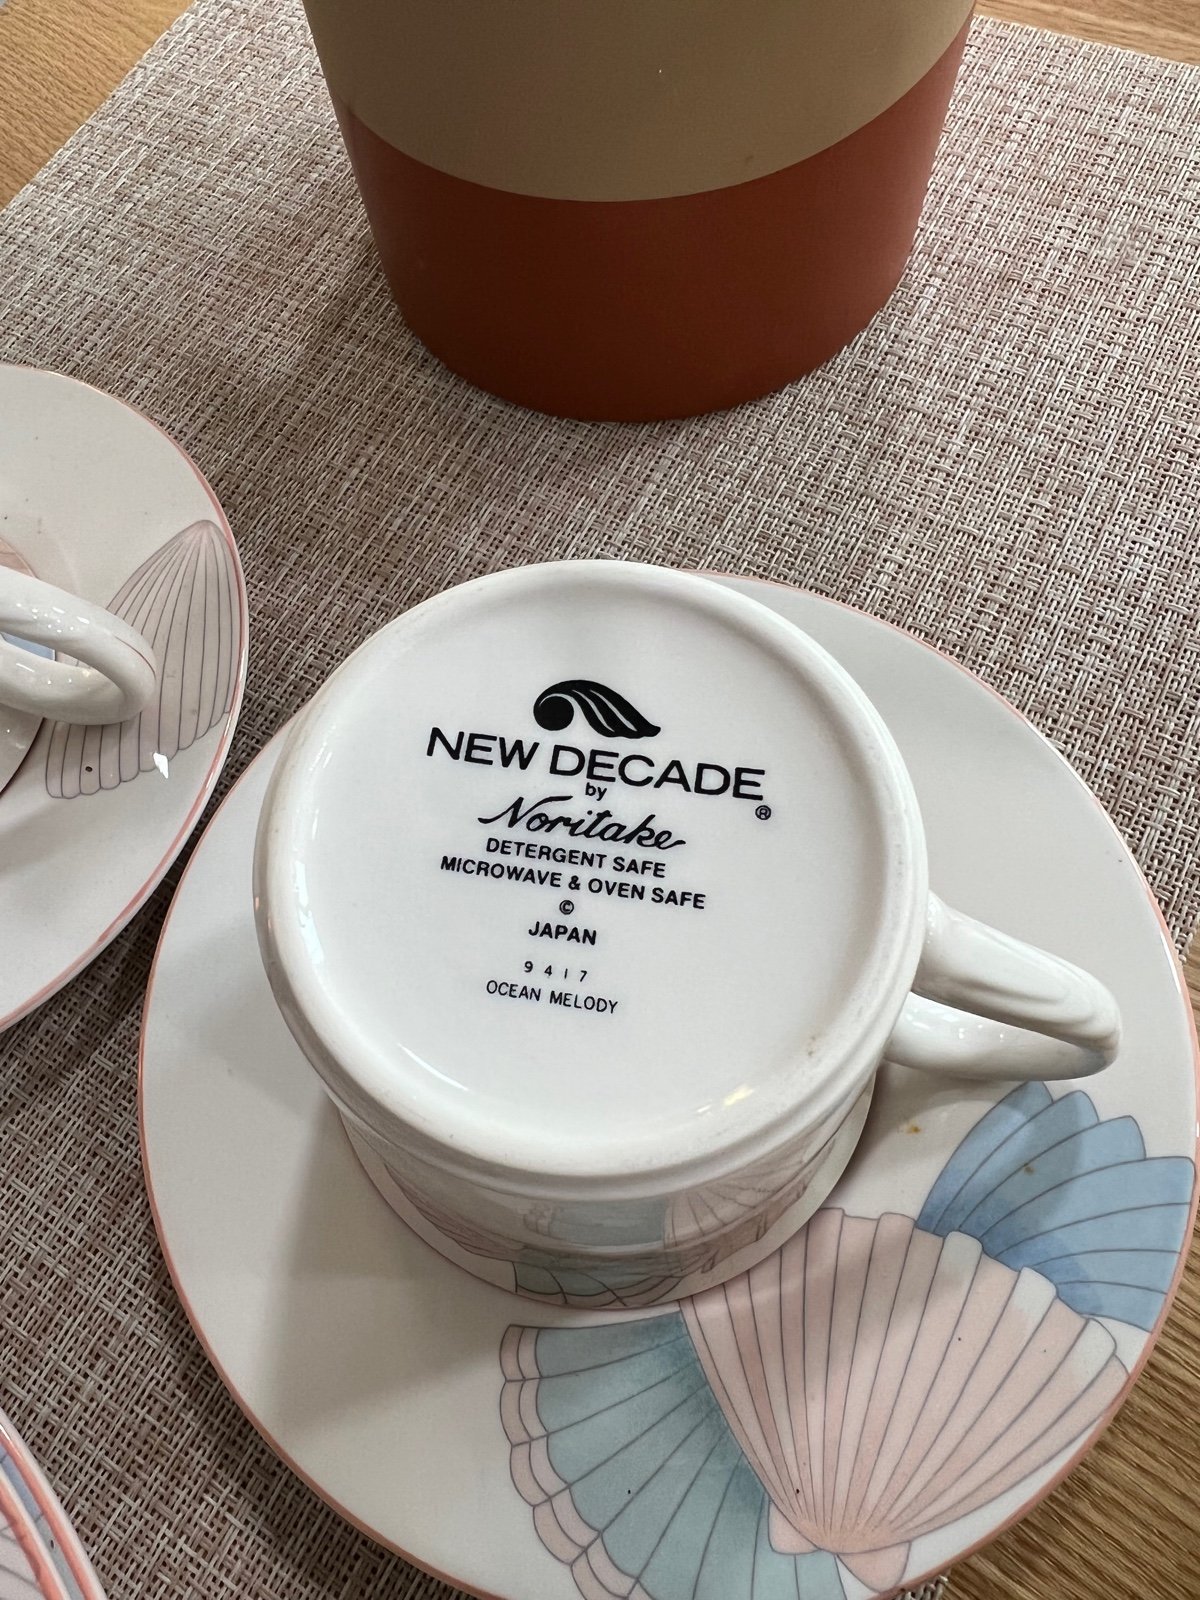 NEW DECADE
by
Noritake®
DETERGENT SAFE
MICROWAVE & OVEN SAFE
©
JAPAN
9417
OCEAN MELODY